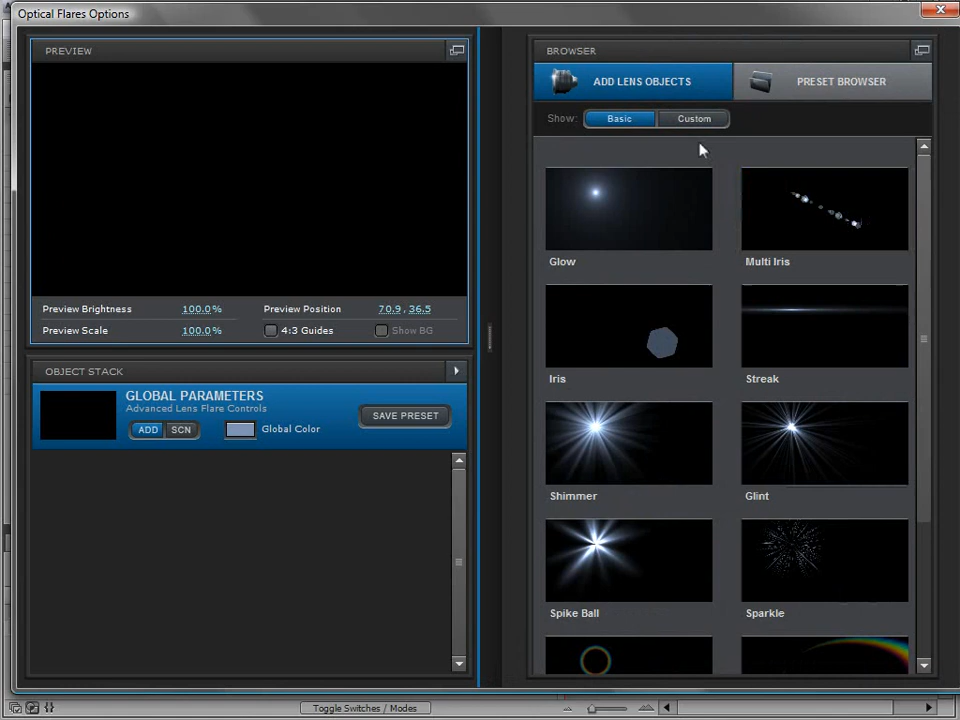 Optical Flares Options
PREVIEW
Preview Brightness 100.0% Preview Position 70.9 , 36.5
Preview Scale 100.0% 4:3 Guides Show BG
OBJECT STACK
GLOBAL PARAMETERS
Advanced Lens Flare Controls
SAVE PRESET
ADD SCN Global Color
BROWSER
ADD LENS OBJECTS PRESET BROWSER
Show: Basic Custom
Glow Multi Iris
Iris Streak
Shimmer Glint
Spike Ball Sparkle
Toggle Switches / Modes